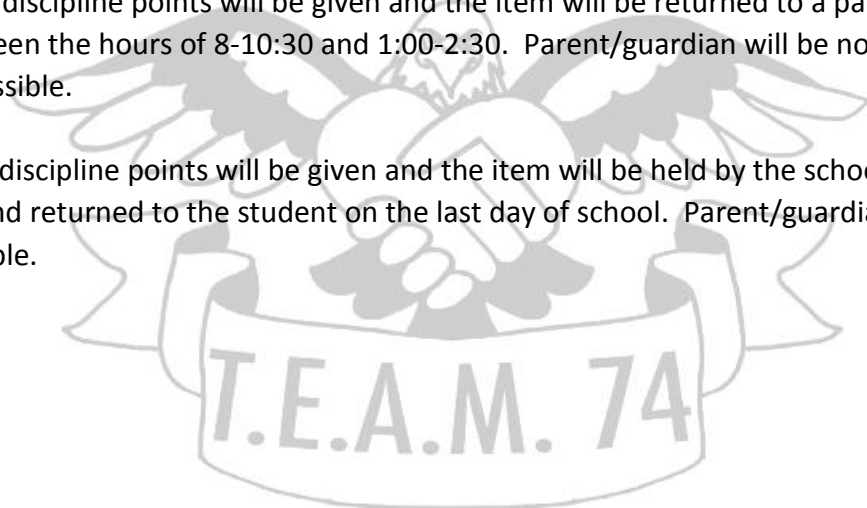 discipline points will be given and the item will be returned to a pa
een the hours of 8-10:30 and 1:00-2:30. Parent/guardian will be no
ssible.
discipline points will be given and the item will be held by the schoo
nd returned to the student on the last day of school. Parent/guardia
ble.
T.E.A.M. 74